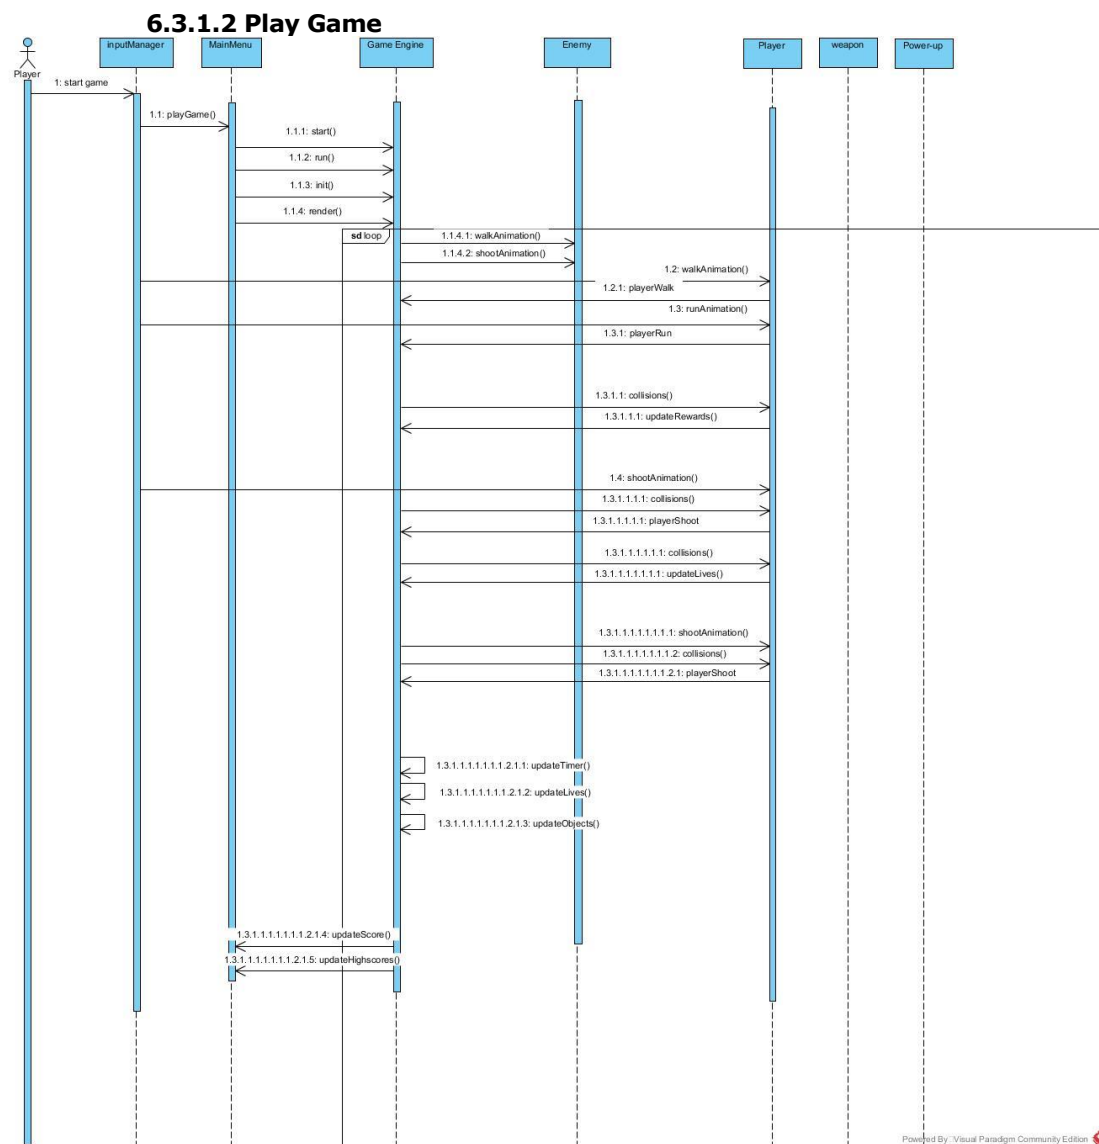 6.3.1.2 Play Game
Player
inputManager
MainMenu
Game Engine
Enemy
Player
weapon
Power-up
1: start game
1.1: playGame()
1.1.1: start()
1.1.2: run()
1.1.3: init()
1.1.4: render()
sd loop
1.1.4.1: walkAnimation()
1.1.4.2: shootAnimation()
1.2: walkAnimation()
1.2.1: playerWalk
1.3: runAnimation()
1.3.1: playerRun
1.3.1.1: collisions()
1.3.1.1.1: updateRewards()
1.4: shootAnimation()
1.3.1.1.1.1: collisions()
1.3.1.1.1.1.1: playerShoot
1.3.1.1.1.1.1.1: collisions()
1.3.1.1.1.1.1.1.1: updateLives()
1.3.1.1.1.1.1.1.1.1: shootAnimation()
1.3.1.1.1.1.1.1.1.2: collisions()
1.3.1.1.1.1.1.1.1.2.1: playerShoot
1.3.1.1.1.1.1.1.1.2.1.1: updateTimer()
1.3.1.1.1.1.1.1.1.2.1.2: updateLives()
1.3.1.1.1.1.1.1.1.2.1.3: updateObjects()
1.3.1.1.1.1.1.1.1.2.1.4: updateScore()
1.3.1.1.1.1.1.1.1.2.1.5: updateHighscores()
Powered By Visual Paradigm Community Edition